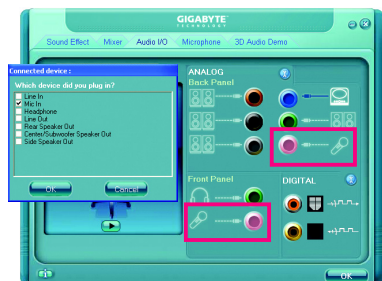 GIGABYTE
TECHNOLOGY
Sound Effect Mixer Audio I/O Microphone 3D Audio Demo
Connected device :
Which device did you plug in?
Line In
Mic In
Headphone
Line Out
Rear Speaker Out
Center/Subwoofer Speaker Out
Side Speaker Out
OK Cancel
ANALOG
Back Panel
Front Panel
DIGITAL
OK